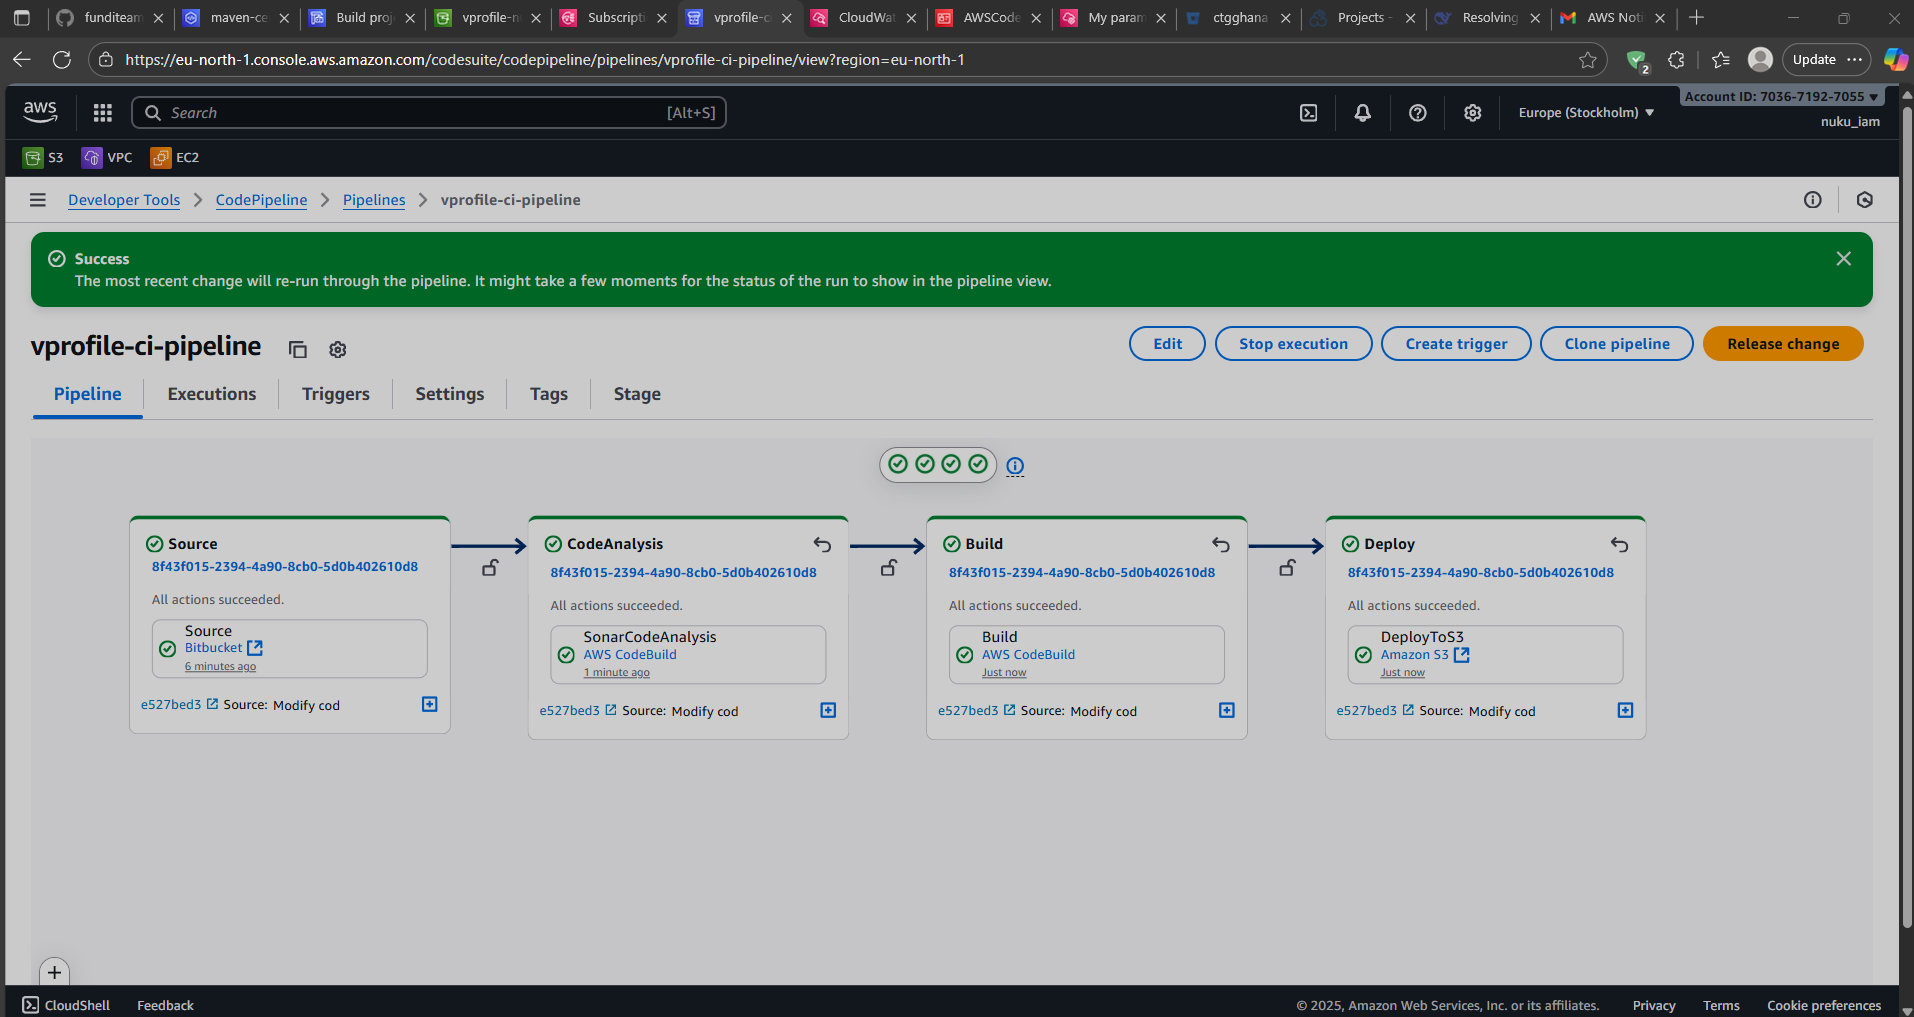 funditeam
maven-ce
Build proj
vprofile-n
Subscripti
vprofile-c
CloudWat
AWSCode
My param
ctgghana
Projects -
Resolving
AWS Noti
https://eu-north-1.console.aws.amazon.com/codesuite/codepipeline/pipelines/vprofile-ci-pipeline/view?region=eu-north-1
2
Update
aws
Search
[Alt+S]
Europe (Stockholm)
Account ID: 7036-7192-7055
nuku_iam
S3
VPC
EC2
Developer Tools
CodePipeline
Pipelines
vprofile-ci-pipeline
Success
The most recent change will re-run through the pipeline. It might take a few moments for the status of the run to show in the pipeline view.
vprofile-ci-pipeline
Edit
Stop execution
Create trigger
Clone pipeline
Release change
Pipeline
Executions
Triggers
Settings
Tags
Stage
Source
8f43f015-2394-4a90-8cb0-5d0b402610d8
All actions succeeded.
Source
Bitbucket
6 minutes ago
e527bed3 Source: Modify cod
CodeAnalysis
8f43f015-2394-4a90-8cb0-5d0b402610d8
All actions succeeded.
SonarCodeAnalysis
AWS CodeBuild
1 minute ago
e527bed3 Source: Modify cod
Build
8f43f015-2394-4a90-8cb0-5d0b402610d8
All actions succeeded.
Build
AWS CodeBuild
Just now
e527bed3 Source: Modify cod
Deploy
8f43f015-2394-4a90-8cb0-5d0b402610d8
All actions succeeded.
DeployToS3
Amazon S3
Just now
e527bed3 Source: Modify cod
CloudShell
Feedback
© 2025, Amazon Web Services, Inc. or its affiliates.
Privacy
Terms
Cookie preferences